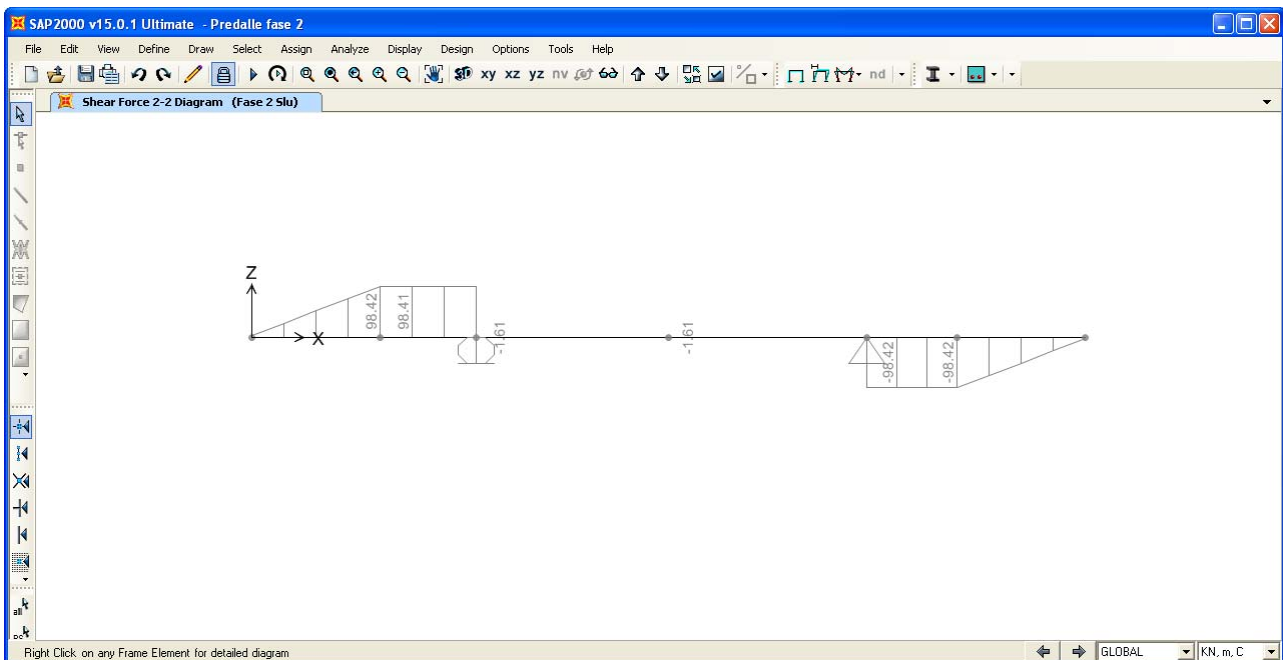 SAP2000 v15.0.1 Ultimate - Predalle fase 2
File Edit View Define Draw Select Assign Analyze Display Design Options Tools Help
3D xy xz yz nv nd
Shear Force 2-2 Diagram (Fase 2 Slu)
Z
X
98.42
98.41
-1.61
-1.61
-98.42
-98.42
all
Right Click on any Frame Element for detailed diagram
GLOBAL
KN, m, C